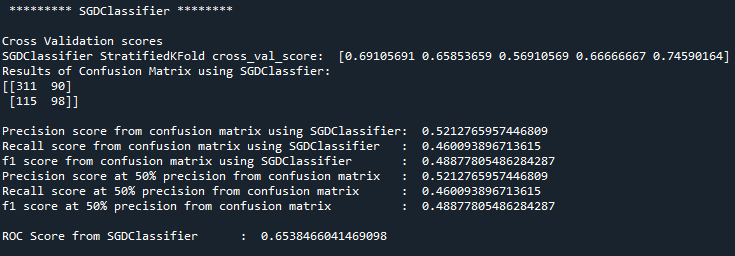 ********* SGDClassifier ********
Cross Validation scores
SGDClassifier StratifiedKFold cross_val_score:  [0.69105691 0.65853659 0.56910569 0.66666667 0.74590164]
Results of Confusion Matrix using SGDClassfier:
[[311  90]
 [115  98]]
Precision score from confusion matrix using SGDClassifier:  0.5212765957446809
Recall score from confusion matrix using SGDClassifier   :  0.460093896713615
f1 score from confusion matrix using SGDClassifier       :  0.48877805486284287
Precision score at 50% precision from confusion matrix   :  0.5212765957446809
Recall score at 50% precision from confusion matrix      :  0.460093896713615
f1 score at 50% precision from confusion matrix          :  0.48877805486284287
ROC Score from SGDClassifier      :  0.6538466041469098